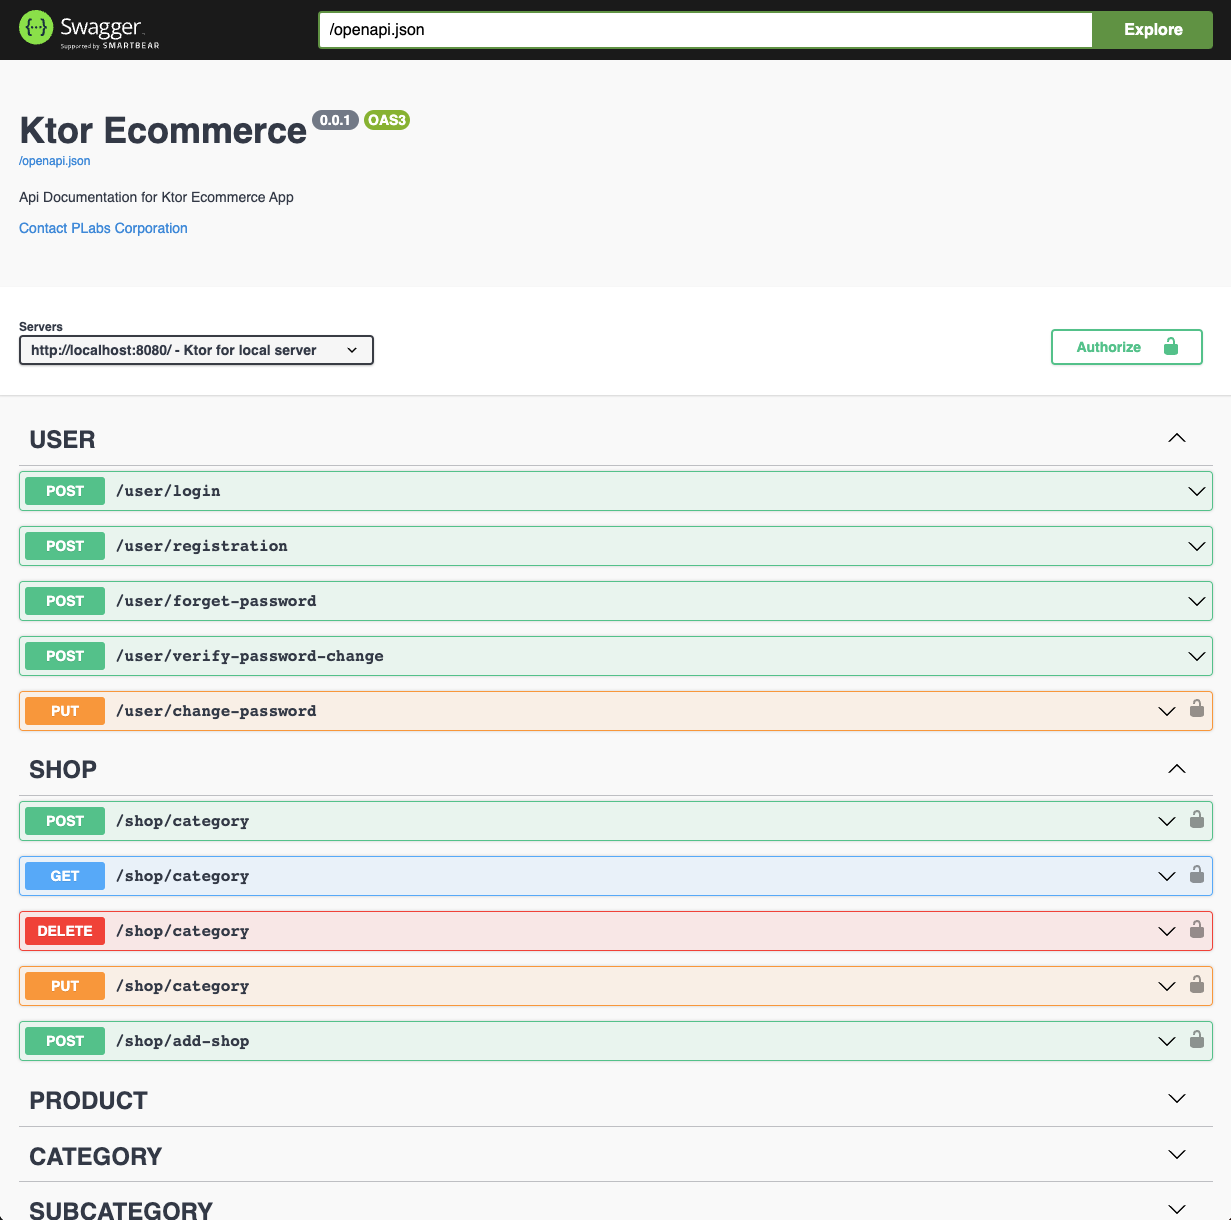 Swagger
Supported by SMARTBEAR
/openapi.json
Explore
Ktor Ecommerce 0.0.1 OAS3
/openapi.json
Api Documentation for Ktor Ecommerce App
Contact PLabs Corporation
Servers
http://localhost:8080/ - Ktor for local server
Authorize
USER
POST /user/login
POST /user/registration
POST /user/forget-password
POST /user/verify-password-change
PUT /user/change-password
SHOP
POST /shop/category
GET /shop/category
DELETE /shop/category
PUT /shop/category
POST /shop/add-shop
PRODUCT
CATEGORY
SUBCATEGORY